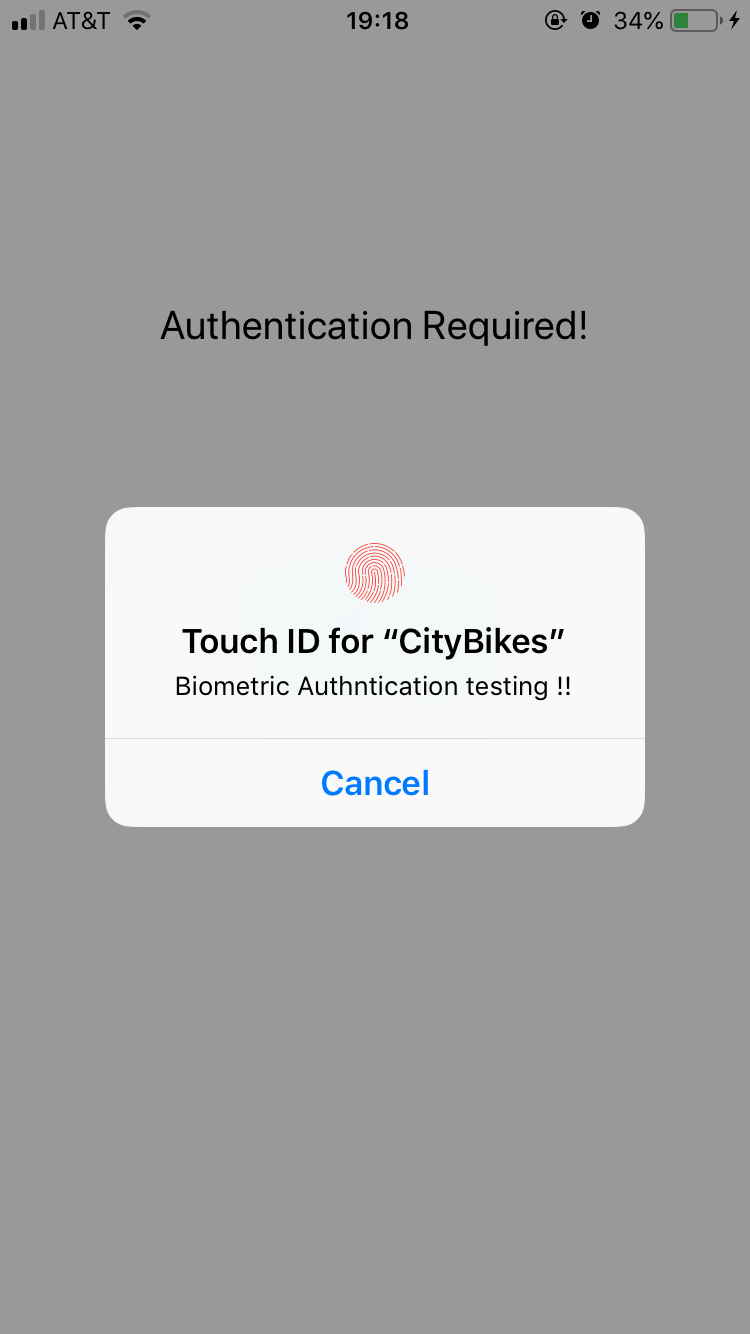 AT&T 19:18 34%
Authentication Required!
Touch ID for “CityBikes”
Biometric Authntication testing !!
Cancel